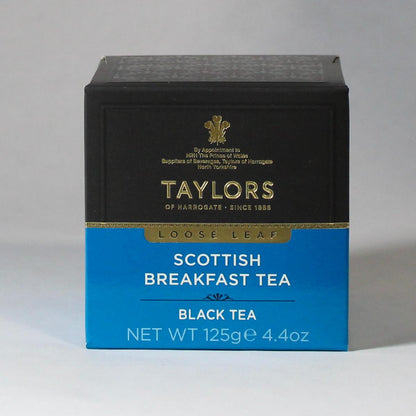 By Appointment to
HRH The Prince of Wales
Suppliers of Beverages, Taylors of Harrogate
North Yorkshire
TAYLORS
OF HARROGATE · SINCE 1886
LOOSE LEAF
SCOTTISH
BREAKFAST TEA
BLACK TEA
NET WT 125g℮ 4.4oz